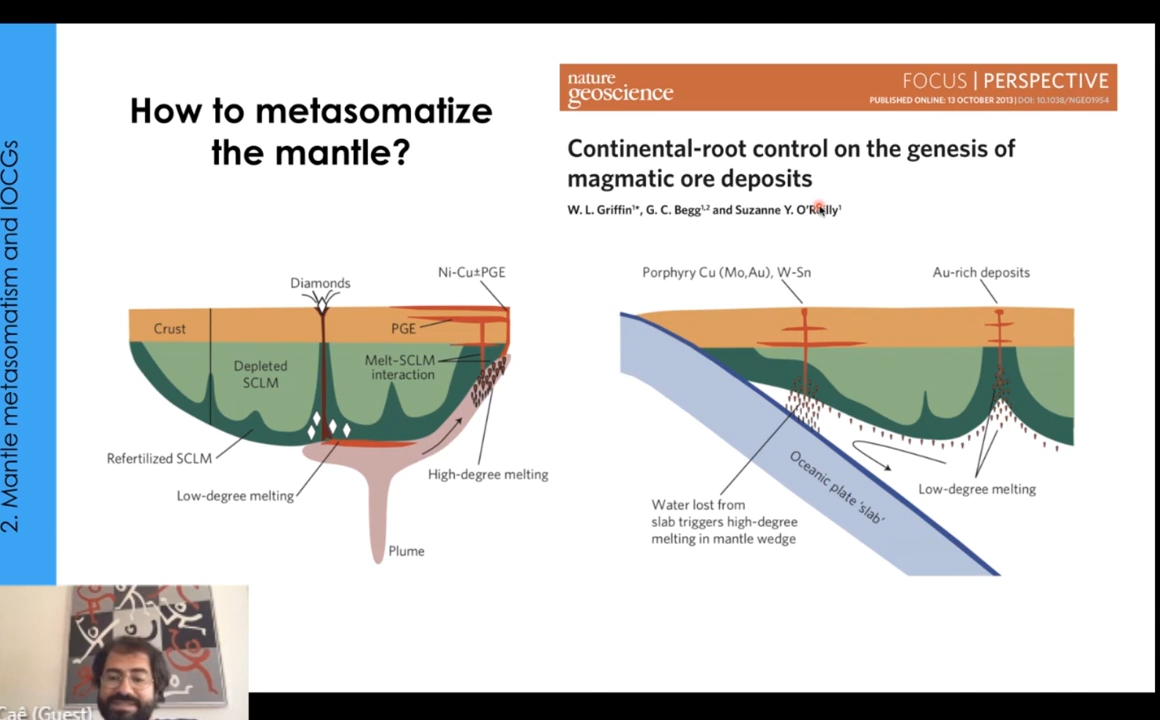 2. Mantle metasomatism and IOCGs
How to metasomatize
the mantle?
nature
geoscience
FOCUS | PERSPECTIVE
PUBLISHED ONLINE: 13 OCTOBER 2013 | DOI: 10.1038/NGEO1954
Continental-root control on the genesis of
magmatic ore deposits
W. L. Griffin¹*, G. C. Begg¹,² and Suzanne Y. O'Reilly¹
Ni-Cu±PGE
Diamonds
Crust
PGE
Depleted
SCLM
Melt–SCLM
interaction
Refertilized SCLM
High-degree melting
Low-degree melting
Plume
Porphyry Cu (Mo,Au), W-Sn
Au-rich deposits
Oceanic plate 'slab'
Low-degree melting
Water lost from
slab triggers high-degree
melting in mantle wedge
Caê (Guest)